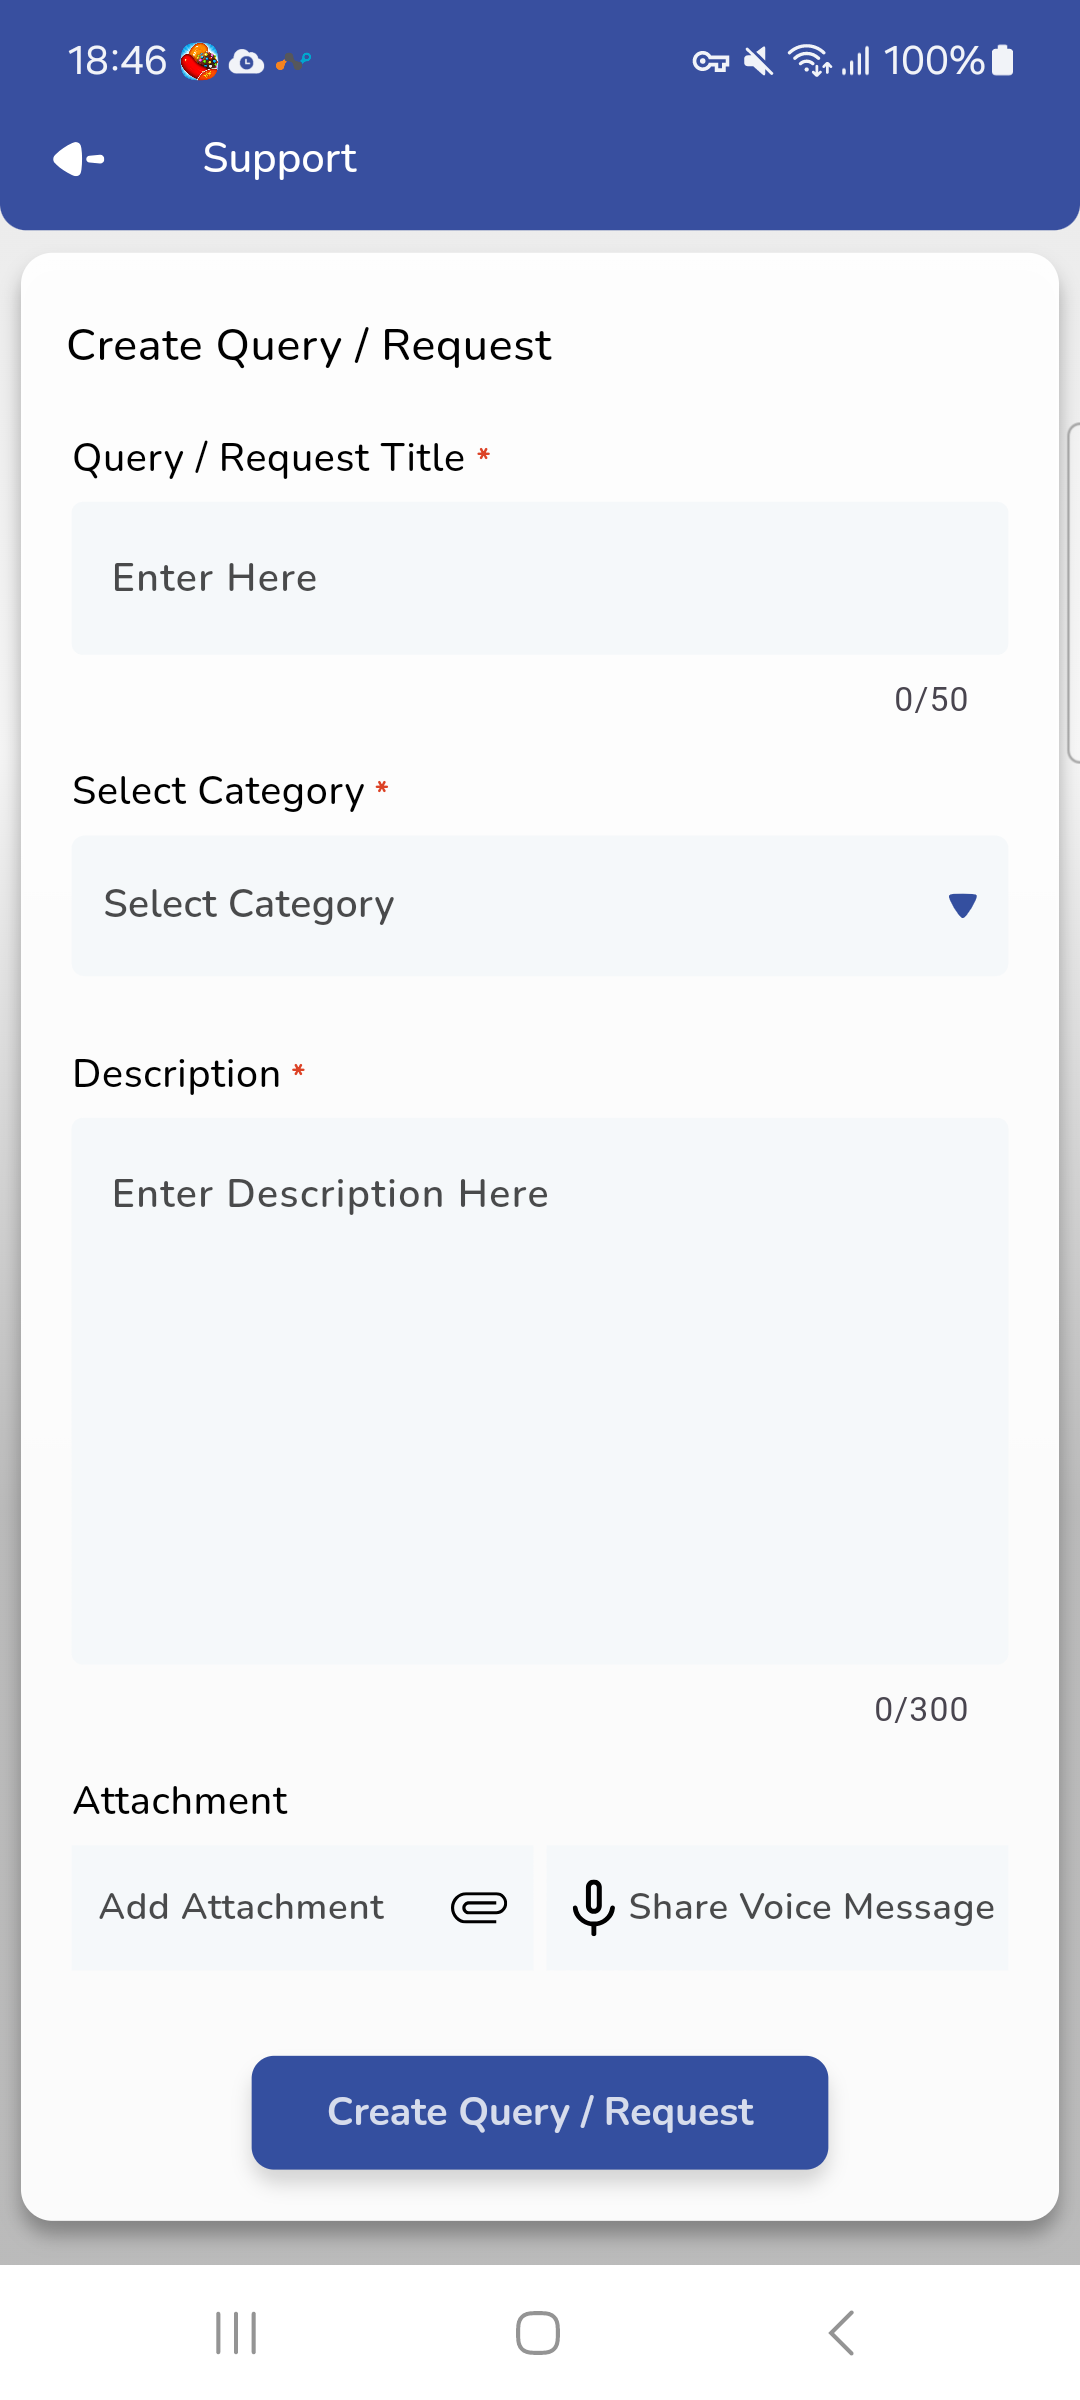 18:46 100%
Support
Create Query / Request
Query / Request Title *
Enter Here
0/50
Select Category *
Select Category
Description *
Enter Description Here
0/300
Attachment
Add Attachment Share Voice Message
Create Query / Request